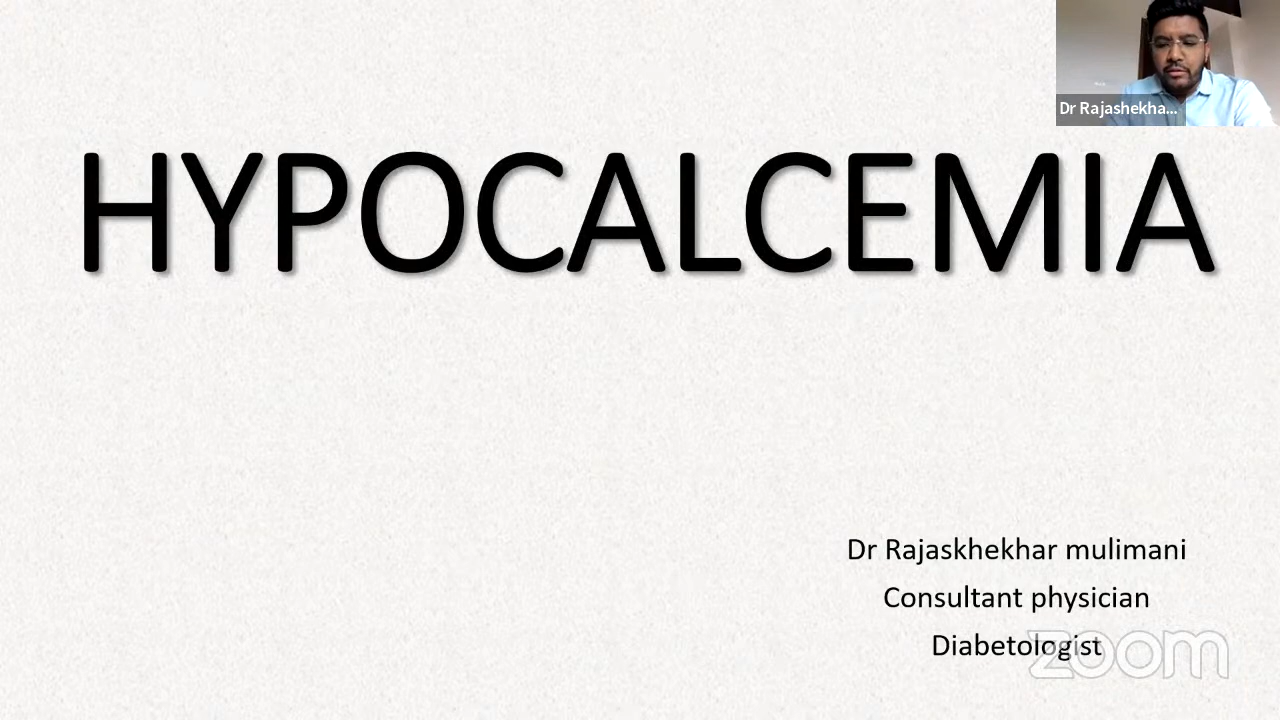 Dr Rajashekha...
HYPOCALCEMIA
Dr Rajaskhekhar mulimani
Consultant physician
Diabetologist
zoom